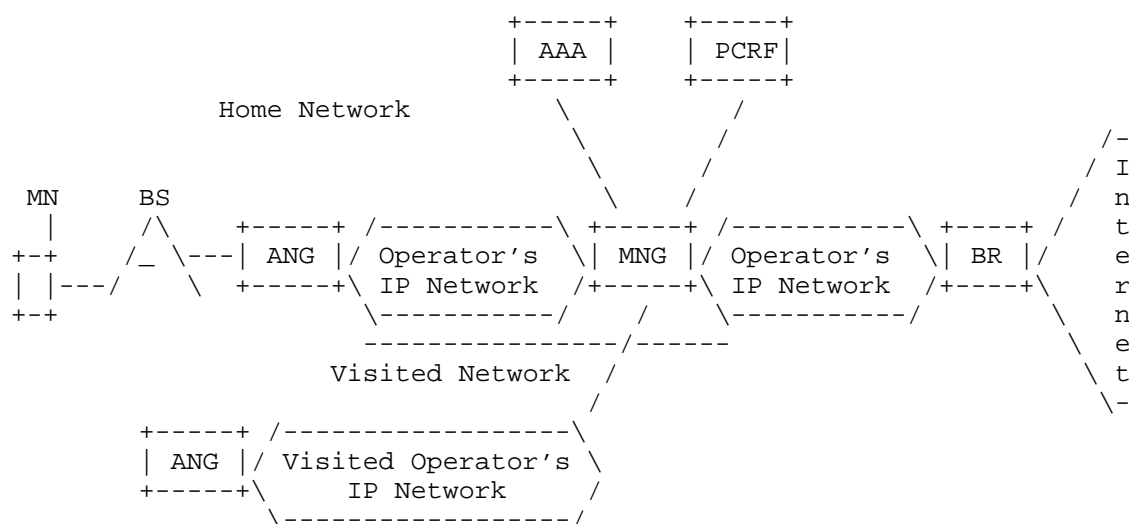 AAA PCRF
Home Network
MN BS
ANG Operator's IP Network MNG Operator's IP Network BR
Internet
Visited Network
ANG Visited Operator's IP Network